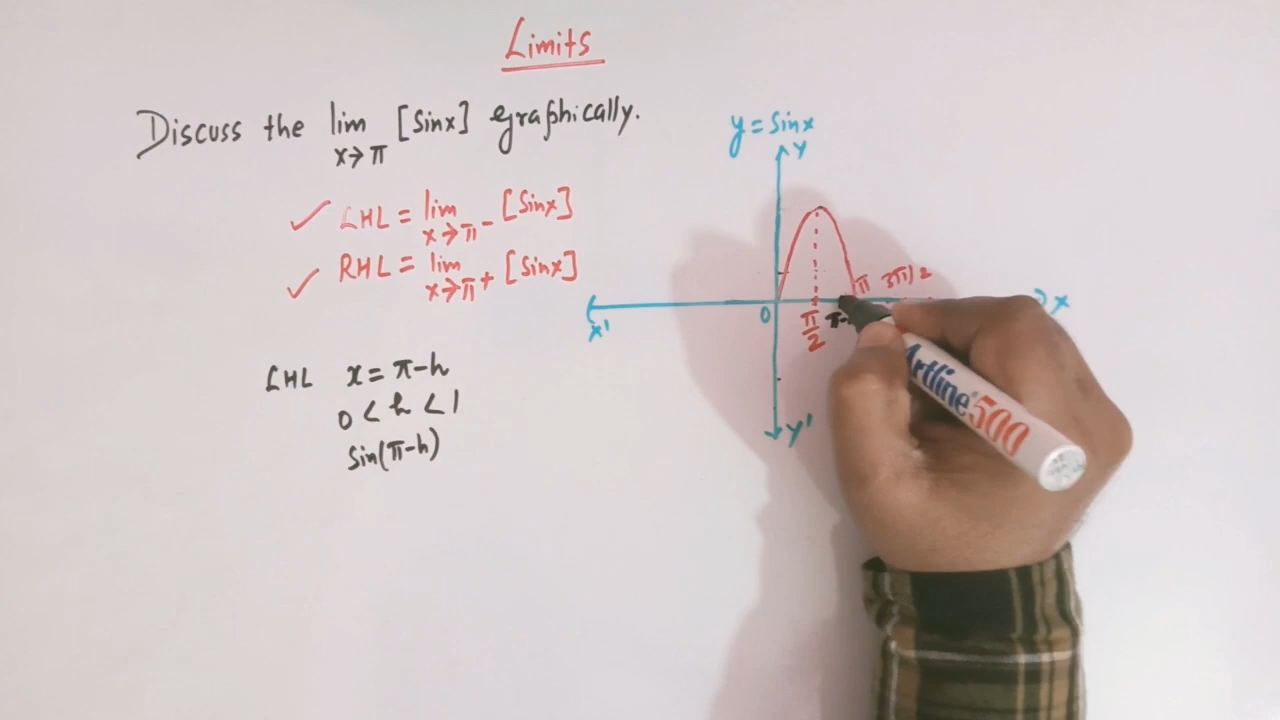 Limits
Discuss the lim [Sinx] graphically.
x→π
y = Sinx
Y
✓ LHL = lim [Sinx]
x→π-
✓ RHL = lim [Sinx]
x→π+
π 3π/2
X' 0 X
π/2 π-
LHL x = π-h
0 < h < 1
Sin(π-h)
Y'
Artline 500